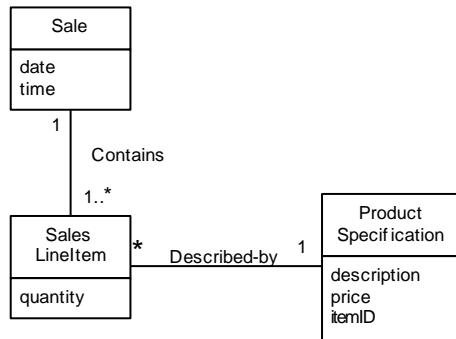 Sale
date
time
1
Contains
1..*
Sales
LineItem
quantity
*
Described-by
1
Product
Specification
description
price
itemID